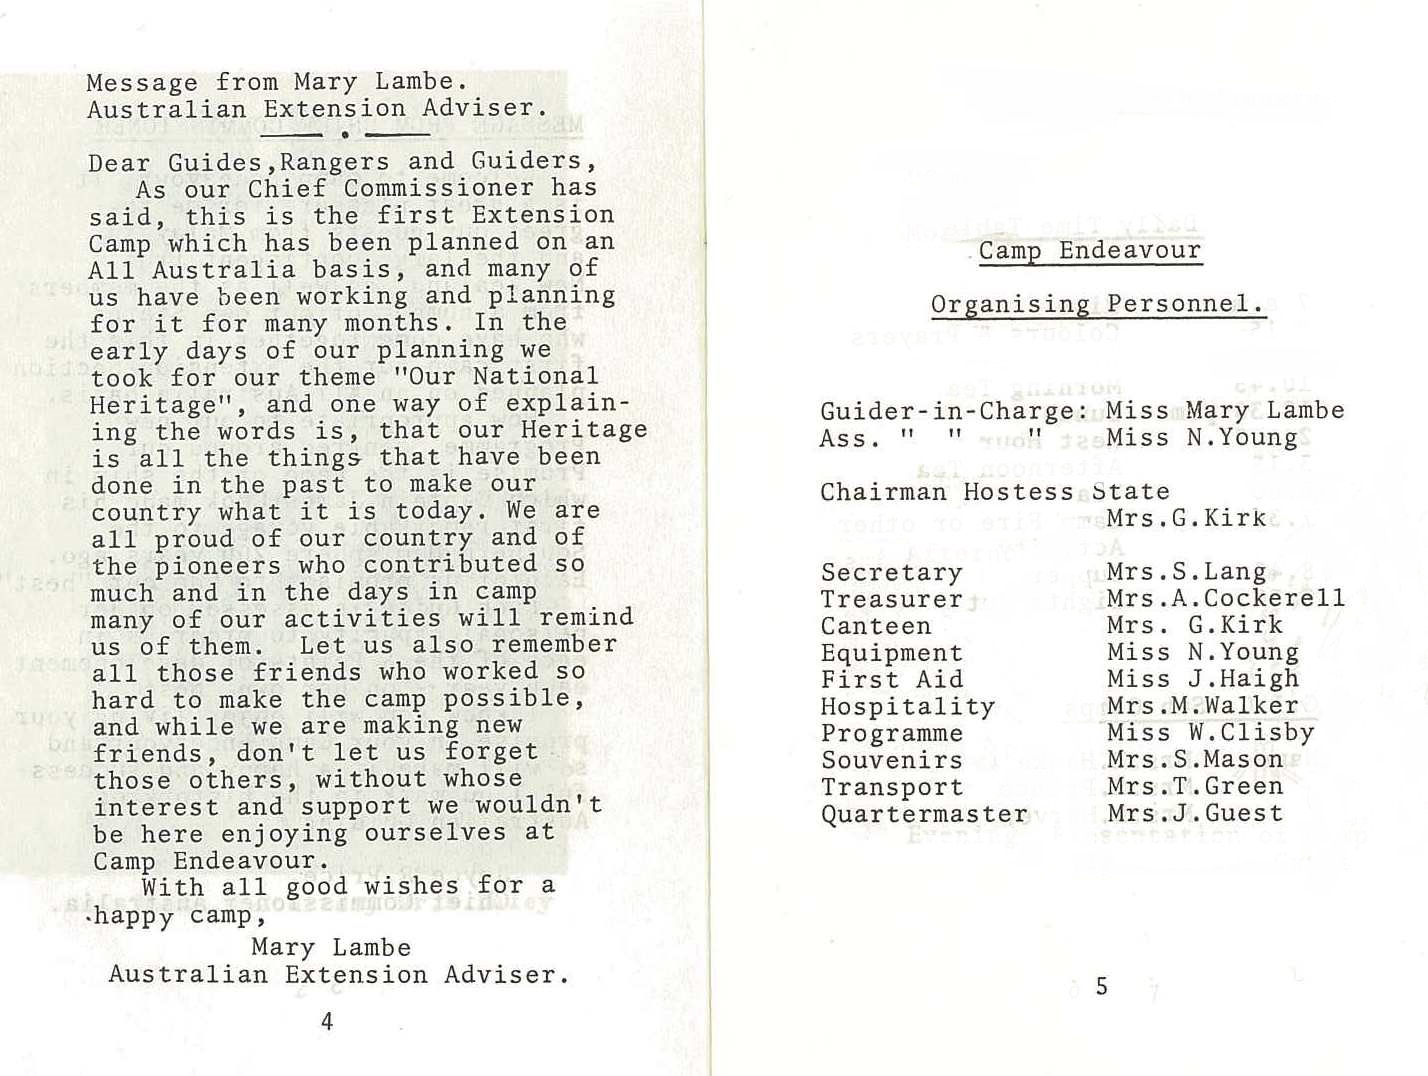 Message from Mary Lambe.
Australian Extension Adviser.
Dear Guides,Rangers and Guiders,
As our Chief Commissioner has
said, this is the first Extension
Camp which has been planned on an
All Australia basis, and many of
us have been working and planning
for it for many months. In the
early days of our planning we
took for our theme "Our National
Heritage", and one way of explain-
ing the words is, that our Heritage
is all the things that have been
done in the past to make our
country what it is today. We are
all proud of our country and of
the pioneers who contributed so
much and in the days in camp
many of our activities will remind
us of them. Let us also remember
all those friends who worked so
hard to make the camp possible,
and while we are making new
friends, don't let us forget
those others, without whose
interest and support we wouldn't
be here enjoying ourselves at
Camp Endeavour.
With all good wishes for a
happy camp,
Mary Lambe
Australian Extension Adviser.
4
Camp Endeavour
Organising Personnel.
Guider-in-Charge: Miss Mary Lambe
Ass. " " " Miss N.Young
Chairman Hostess State
Mrs.G.Kirk
Secretary Mrs.S.Lang
Treasurer Mrs.A.Cockerell
Canteen Mrs. G.Kirk
Equipment Miss N.Young
First Aid Miss J.Haigh
Hospitality Mrs.M.Walker
Programme Miss W.Clisby
Souvenirs Mrs.S.Mason
Transport Mrs.T.Green
Quartermaster Mrs.J.Guest
5